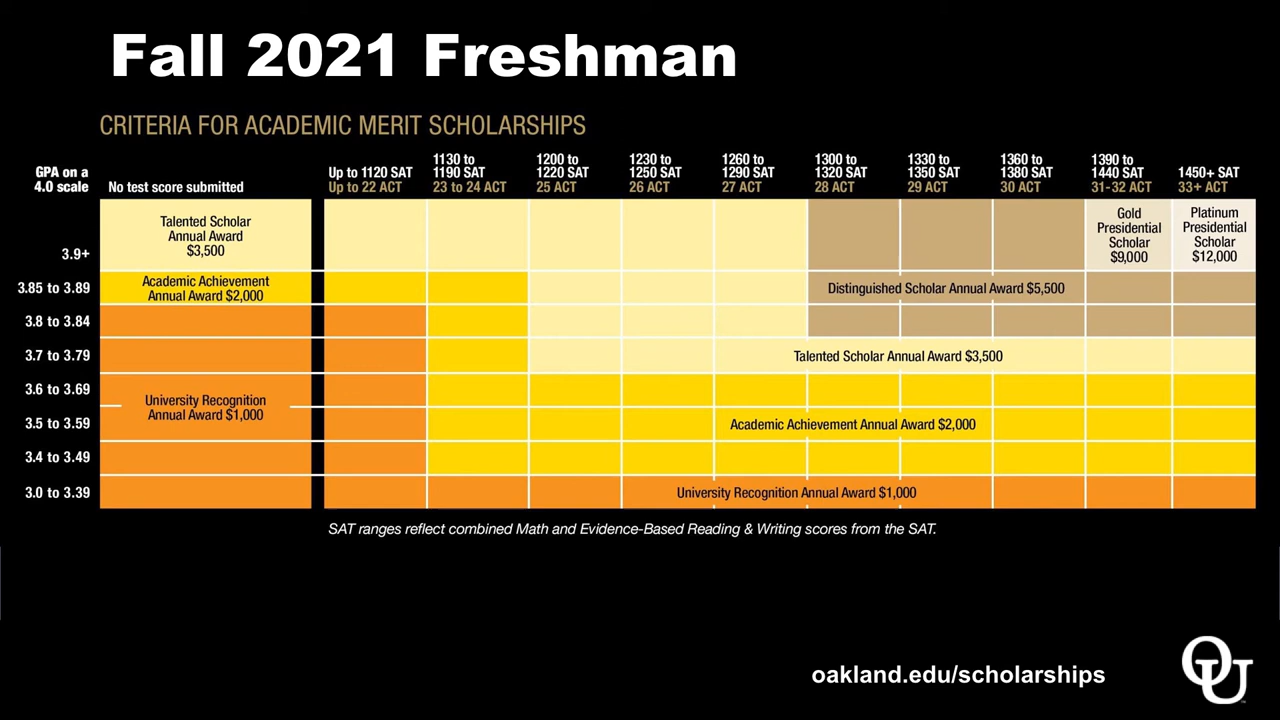 Fall 2021 Freshman
CRITERIA FOR ACADEMIC MERIT SCHOLARSHIPS
GPA on a
4.0 scale
No test score submitted
Up to 1120 SAT
Up to 22 ACT
1130 to
1190 SAT
23 to 24 ACT
1200 to
1220 SAT
25 ACT
1230 to
1250 SAT
26 ACT
1260 to
1290 SAT
27 ACT
1300 to
1320 SAT
28 ACT
1330 to
1350 SAT
29 ACT
1360 to
1380 SAT
30 ACT
1390 to
1440 SAT
31-32 ACT
1450+ SAT
33+ ACT
3.9+
Talented Scholar
Annual Award
$3,500
Gold
Presidential
Scholar
$9,000
Platinum
Presidential
Scholar
$12,000
3.85 to 3.89
Academic Achievement
Annual Award $2,000
Distinguished Scholar Annual Award $5,500
3.8 to 3.84
3.7 to 3.79
Talented Scholar Annual Award $3,500
3.6 to 3.69
University Recognition
Annual Award $1,000
3.5 to 3.59
Academic Achievement Annual Award $2,000
3.4 to 3.49
3.0 to 3.39
University Recognition Annual Award $1,000
SAT ranges reflect combined Math and Evidence-Based Reading & Writing scores from the SAT.
oakland.edu/scholarships
OU